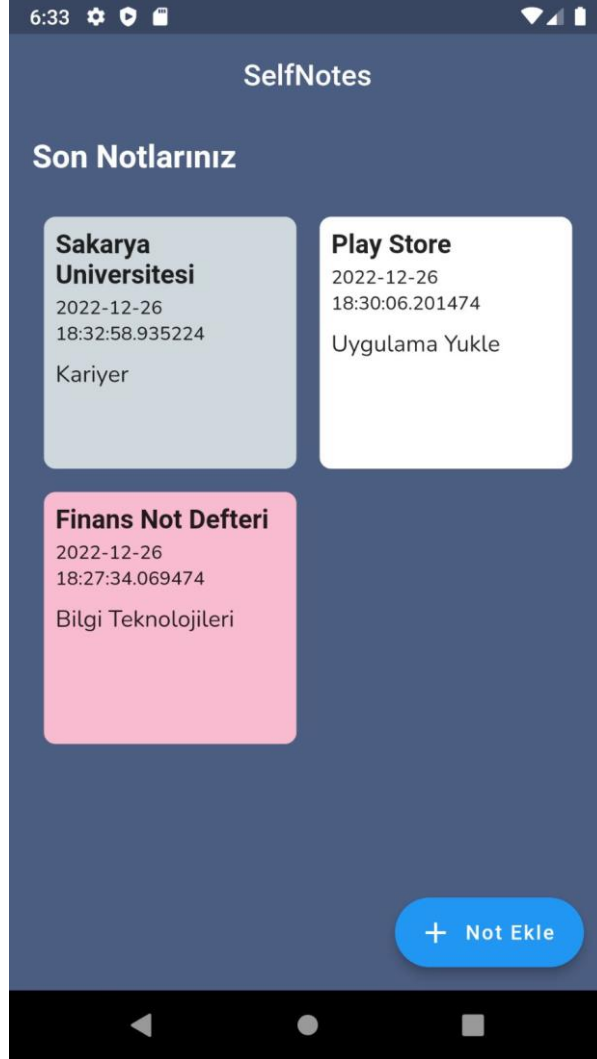 6:33
SelfNotes
Son Notlarınız
Sakarya
Universitesi
2022-12-26
18:32:58.935224
Kariyer
Play Store
2022-12-26
18:30:06.201474
Uygulama Yukle
Finans Not Defteri
2022-12-26
18:27:34.069474
Bilgi Teknolojileri
+ Not Ekle